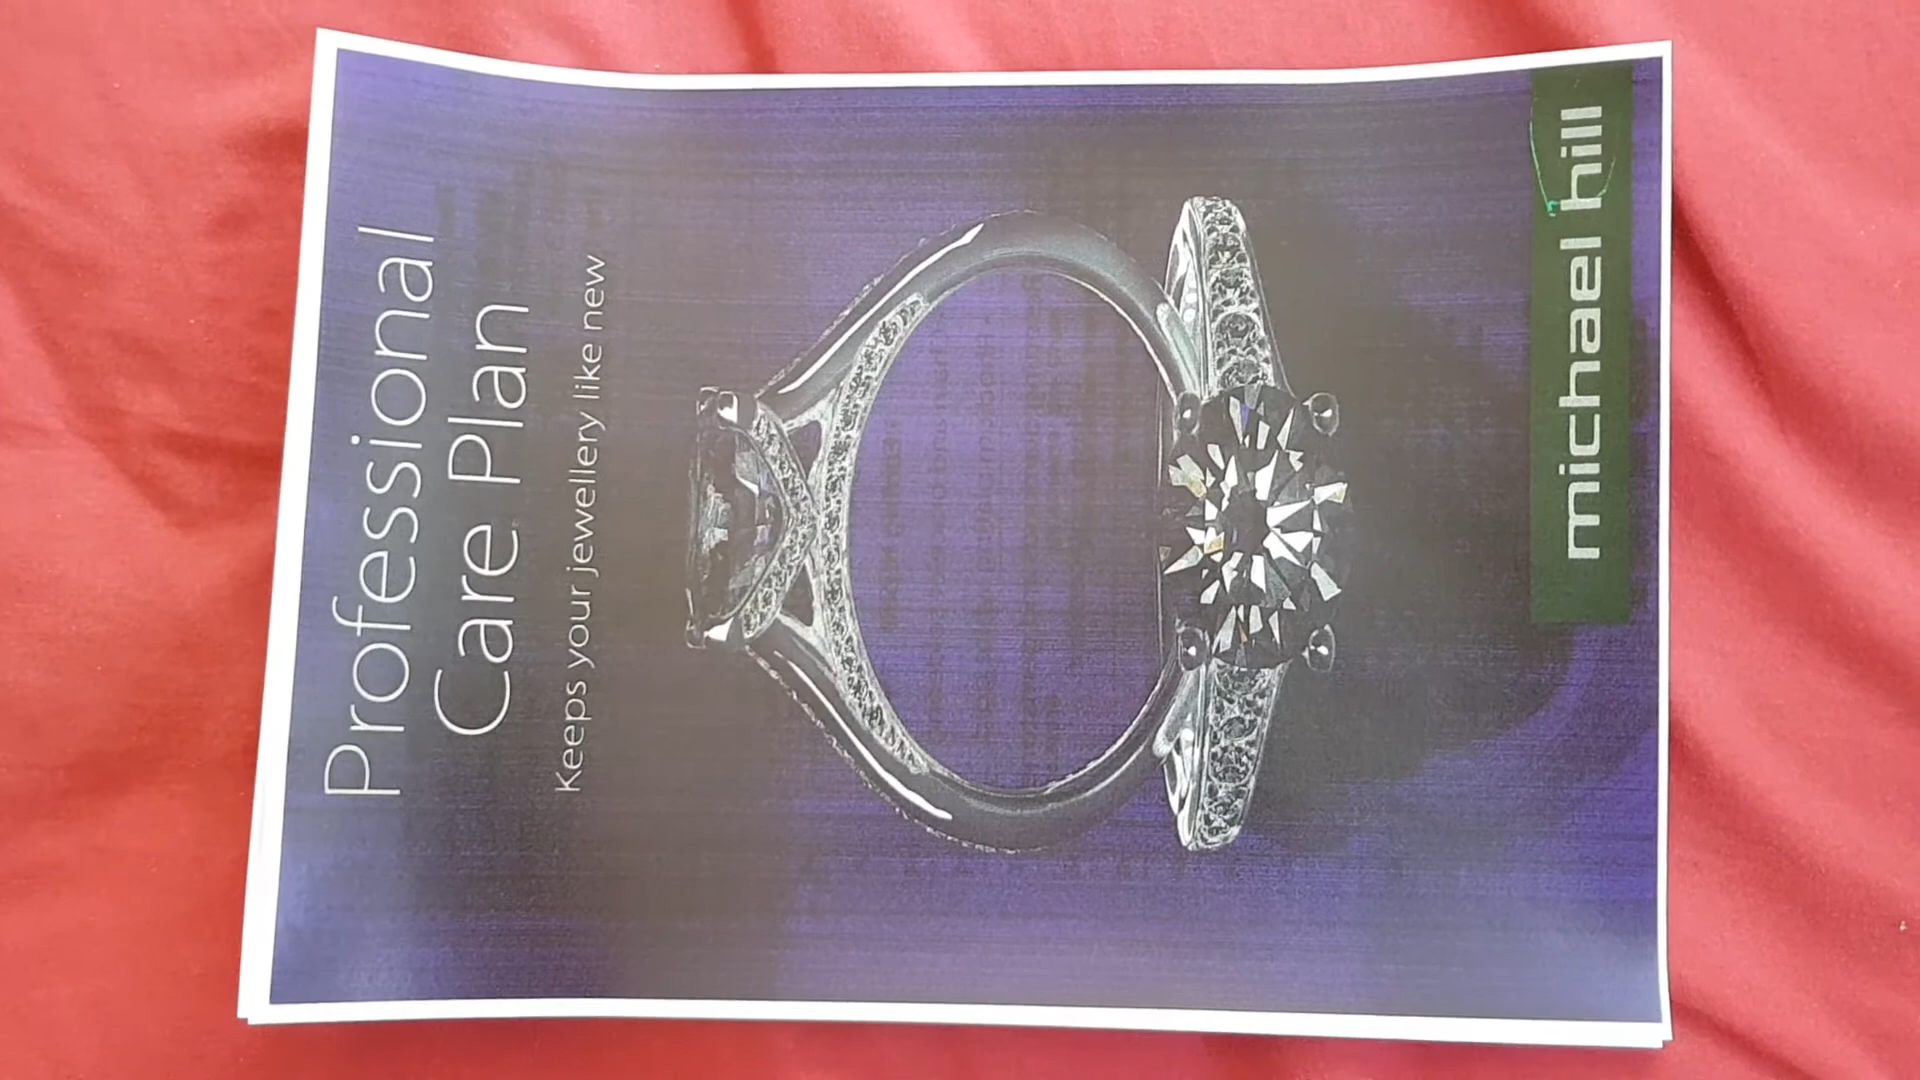 Professional
Care Plan
Keeps your jewellery like new
michael hill